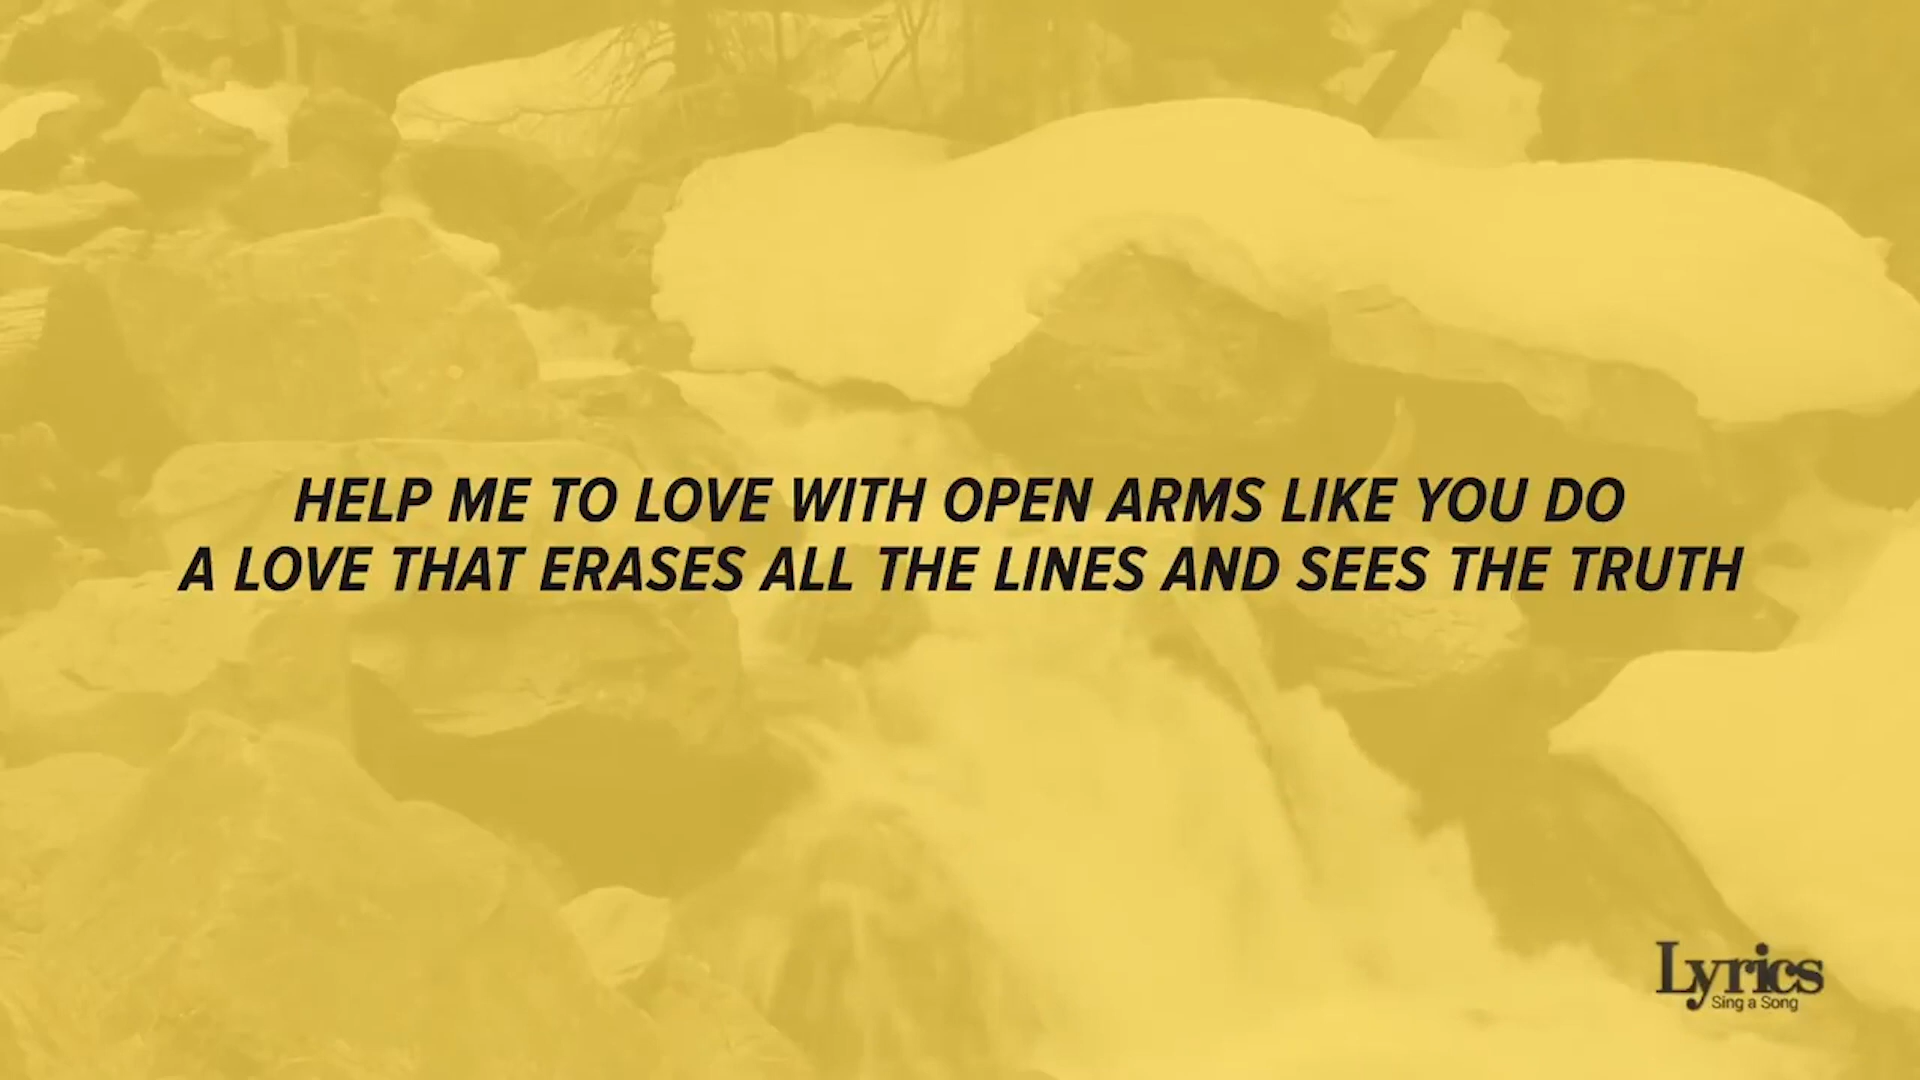 HELP ME TO LOVE WITH OPEN ARMS LIKE YOU DO
A LOVE THAT ERASES ALL THE LINES AND SEES THE TRUTH
Lyrics
Sing a Song